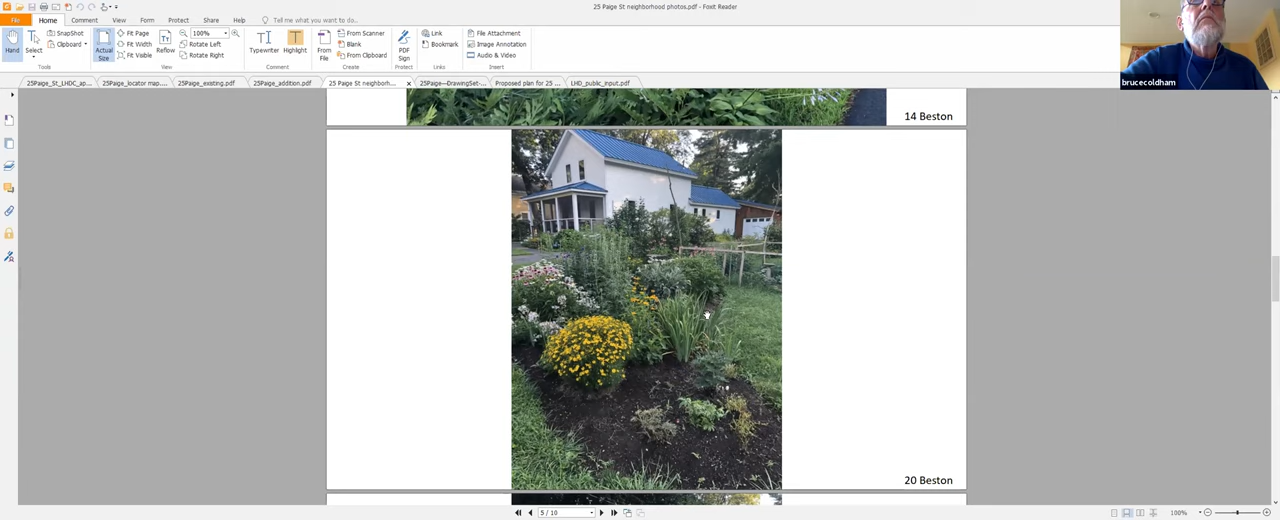 25 Page St neighborhood photos.pdf - Foxit Reader
File Home Comment View Form Protect Share Help Tell me what you want to do...
Hand
Select
SnapShot
Clipboard
Tools
Actual Size
Fit Page
Fit Width
Fit Visible
Reflow
100%
Rotate Left
Rotate Right
View
Typewriter
Highlight
Comment
From File
From Scanner
Blank
From Clipboard
Create
PDF Sign
Protect
Link
Bookmark
Links
File Attachment
Image Annotation
Audio & Video
Insert
brucecoldham
25Paige_St_LHDC_ap... 25Paige_locator map.... 25Paige_existing.pdf 25Paige_addition.pdf 25 Paige St neighborh... 25Paige—DrawingSet-... Proposed plan for 25 ... LHD_public_input.pdf
14 Beston
20 Beston
5 / 10
100%